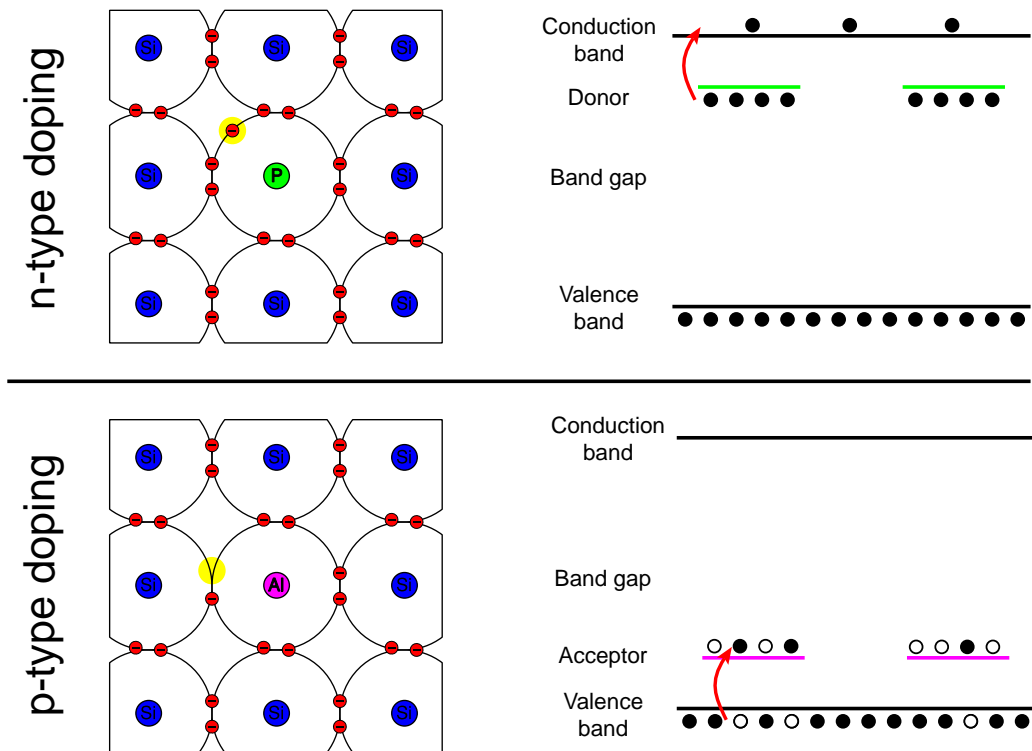 n-type doping
Si
Si
Si
Si
P
Si
Si
Si
Si
Conduction
band
Donor
Band gap
Valence
band
p-type doping
Si
Si
Si
Si
Al
Si
Si
Si
Si
Conduction
band
Band gap
Acceptor
Valence
band